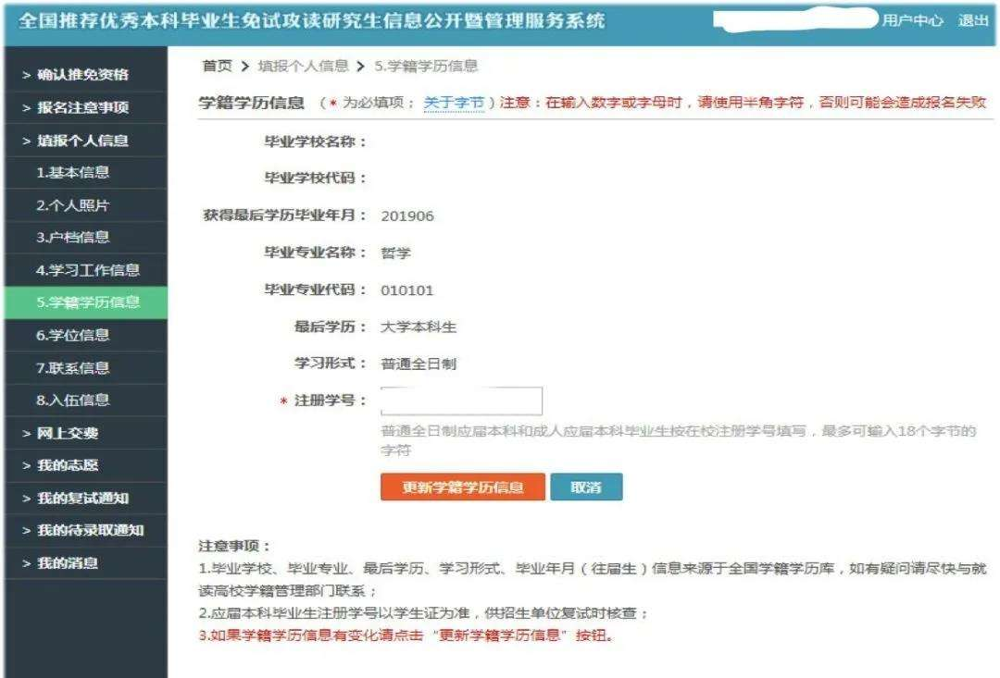 全国推荐优秀本科毕业生免试攻读研究生信息公开暨管理服务系统
用户中心 退出
> 确认推免资格
> 报名注意事项
> 填报个人信息
1.基本信息
2.个人照片
3.户档信息
4.学习工作信息
5.学籍学历信息
6.学位信息
7.联系信息
8.入伍信息
> 网上交费
> 我的志愿
> 我的复试通知
> 我的待录取通知
> 我的消息
首页 > 填报个人信息 > 5.学籍学历信息
学籍学历信息 （* 为必填项； 关于字节 ）注意：在输入数字或字母时，请使用半角字符，否则可能会造成报名失败
毕业学校名称：
毕业学校代码：
获得最后学历毕业年月： 201906
毕业专业名称： 哲学
毕业专业代码： 010101
最后学历： 大学本科生
学习形式： 普通全日制
* 注册学号：
普通全日制应届本科和成人应届本科毕业生按在校注册学号填写，最多可输入18个字节的
字符
更新学籍学历信息 取消
注意事项：
1.毕业学校、毕业专业、最后学历、学习形式、毕业年月（往届生）信息来源于全国学籍学历库，如有疑问请尽快与就
读高校学籍管理部门联系；
2.应届本科毕业生注册学号以学生证为准，供招生单位复试时核查；
3.如果学籍学历信息有变化请点击“更新学籍学历信息”按钮。